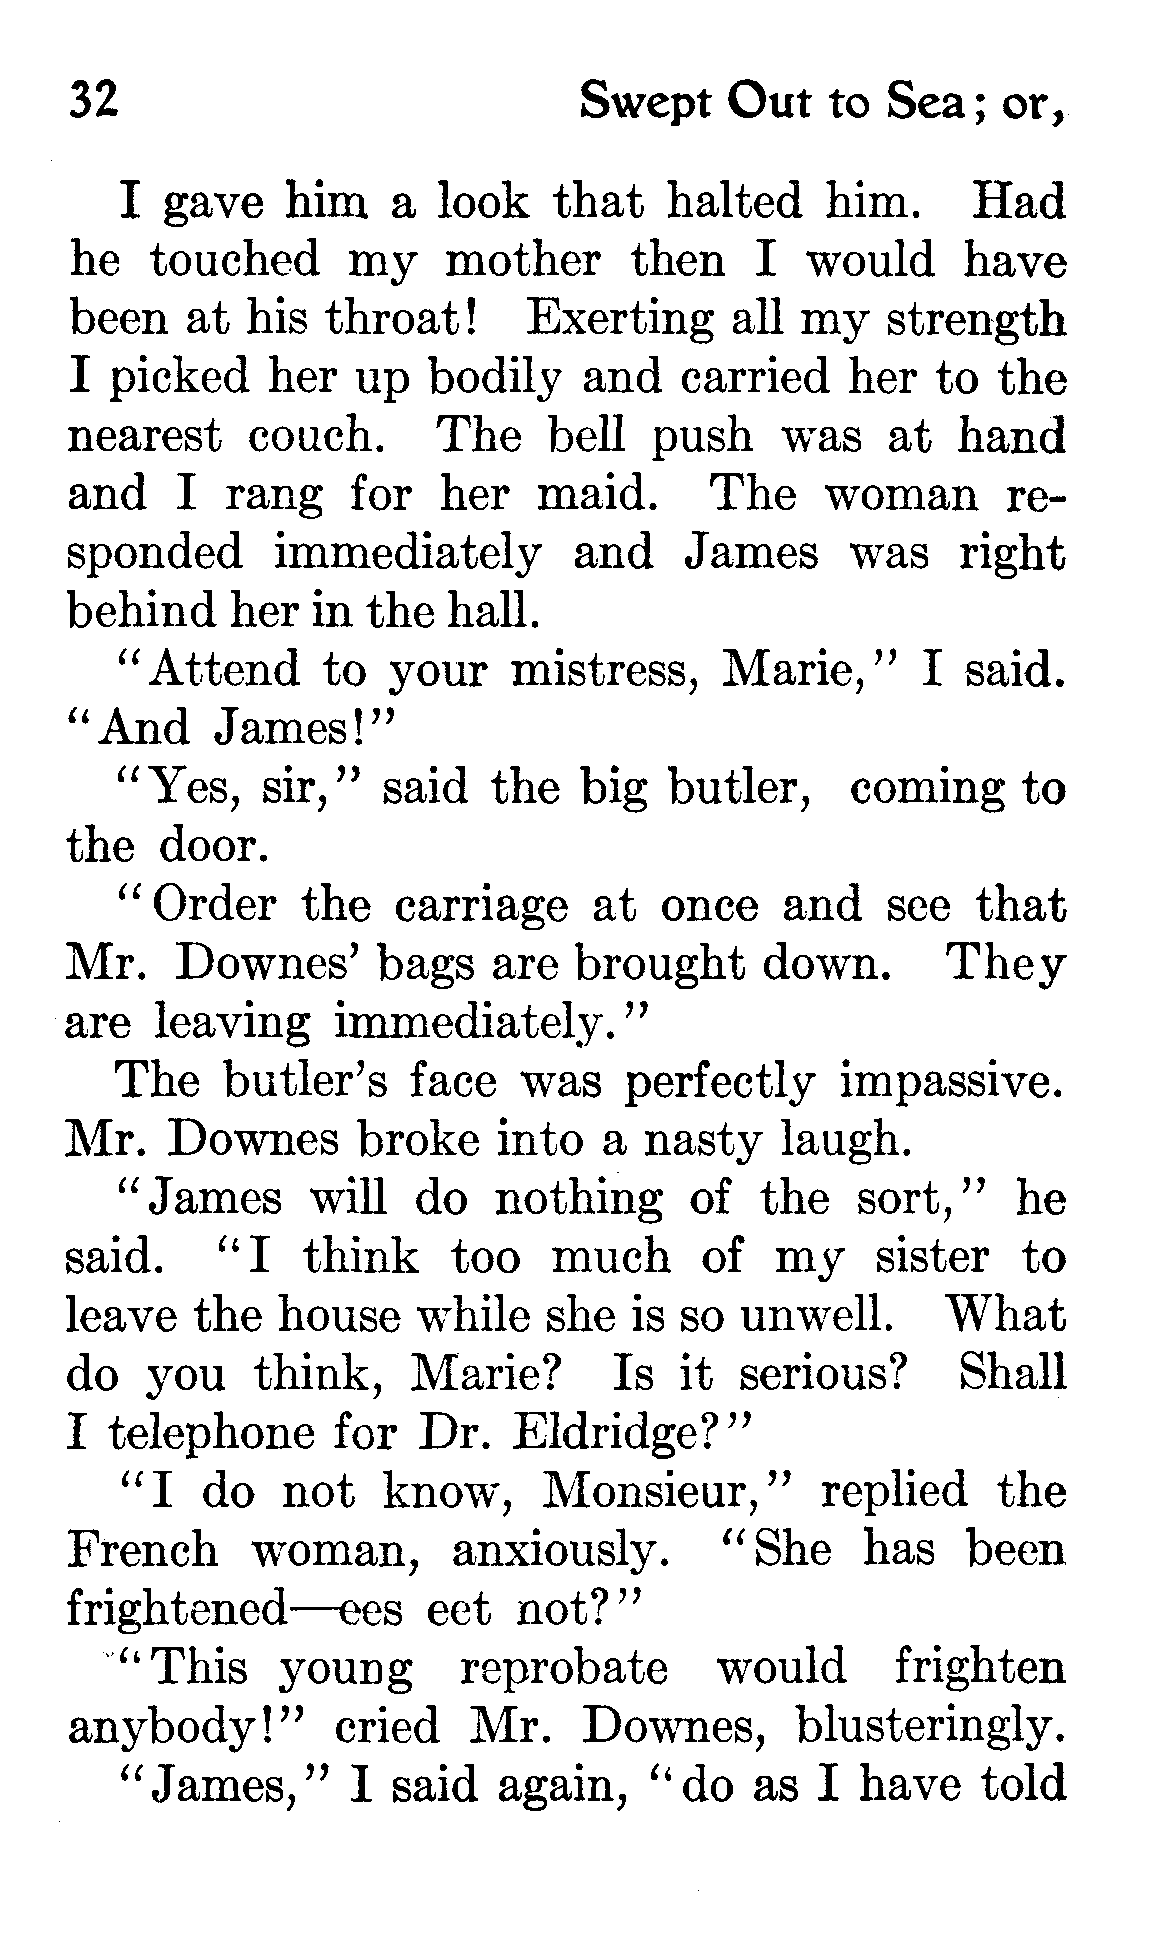 32 Swept Out to Sea; or,
I gave him a look that halted him. Had
he touched my mother then I would have
been at his throat! Exerting all my strength
I picked her up bodily and carried her to the
nearest couch. The bell push was at hand
and I rang for her maid. The woman re-
sponded immediately and James was right
behind her in the hall.
"Attend to your mistress, Marie," I said.
"And James!"
"Yes, sir," said the big butler, coming to
the door.
"Order the carriage at once and see that
Mr. Downes' bags are brought down. They
are leaving immediately."
The butler's face was perfectly impassive.
Mr. Downes broke into a nasty laugh.
"James will do nothing of the sort," he
said. "I think too much of my sister to
leave the house while she is so unwell. What
do you think, Marie? Is it serious? Shall
I telephone for Dr. Eldridge?"
"I do not know, Monsieur," replied the
French woman, anxiously. "She has been
frightened—ees eet not?"
"This young reprobate would frighten
anybody!" cried Mr. Downes, blusteringly.
"James," I said again, "do as I have told